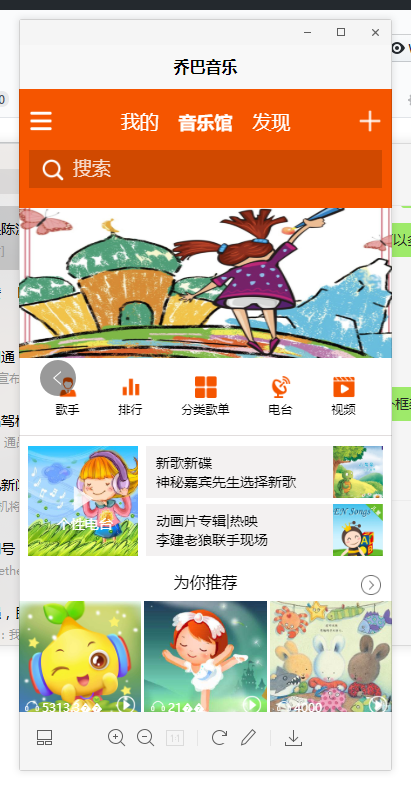 乔巴音乐
我的 音乐馆 发现
搜索
歌手 排行 分类歌单 电台 视频
个性电台
新歌新碟
神秘嘉宾先生选择新歌
EN Songs
动画片专辑|热映
李建老狼联手现场
为你推荐
5313.3�� 21�� 4000
1:1